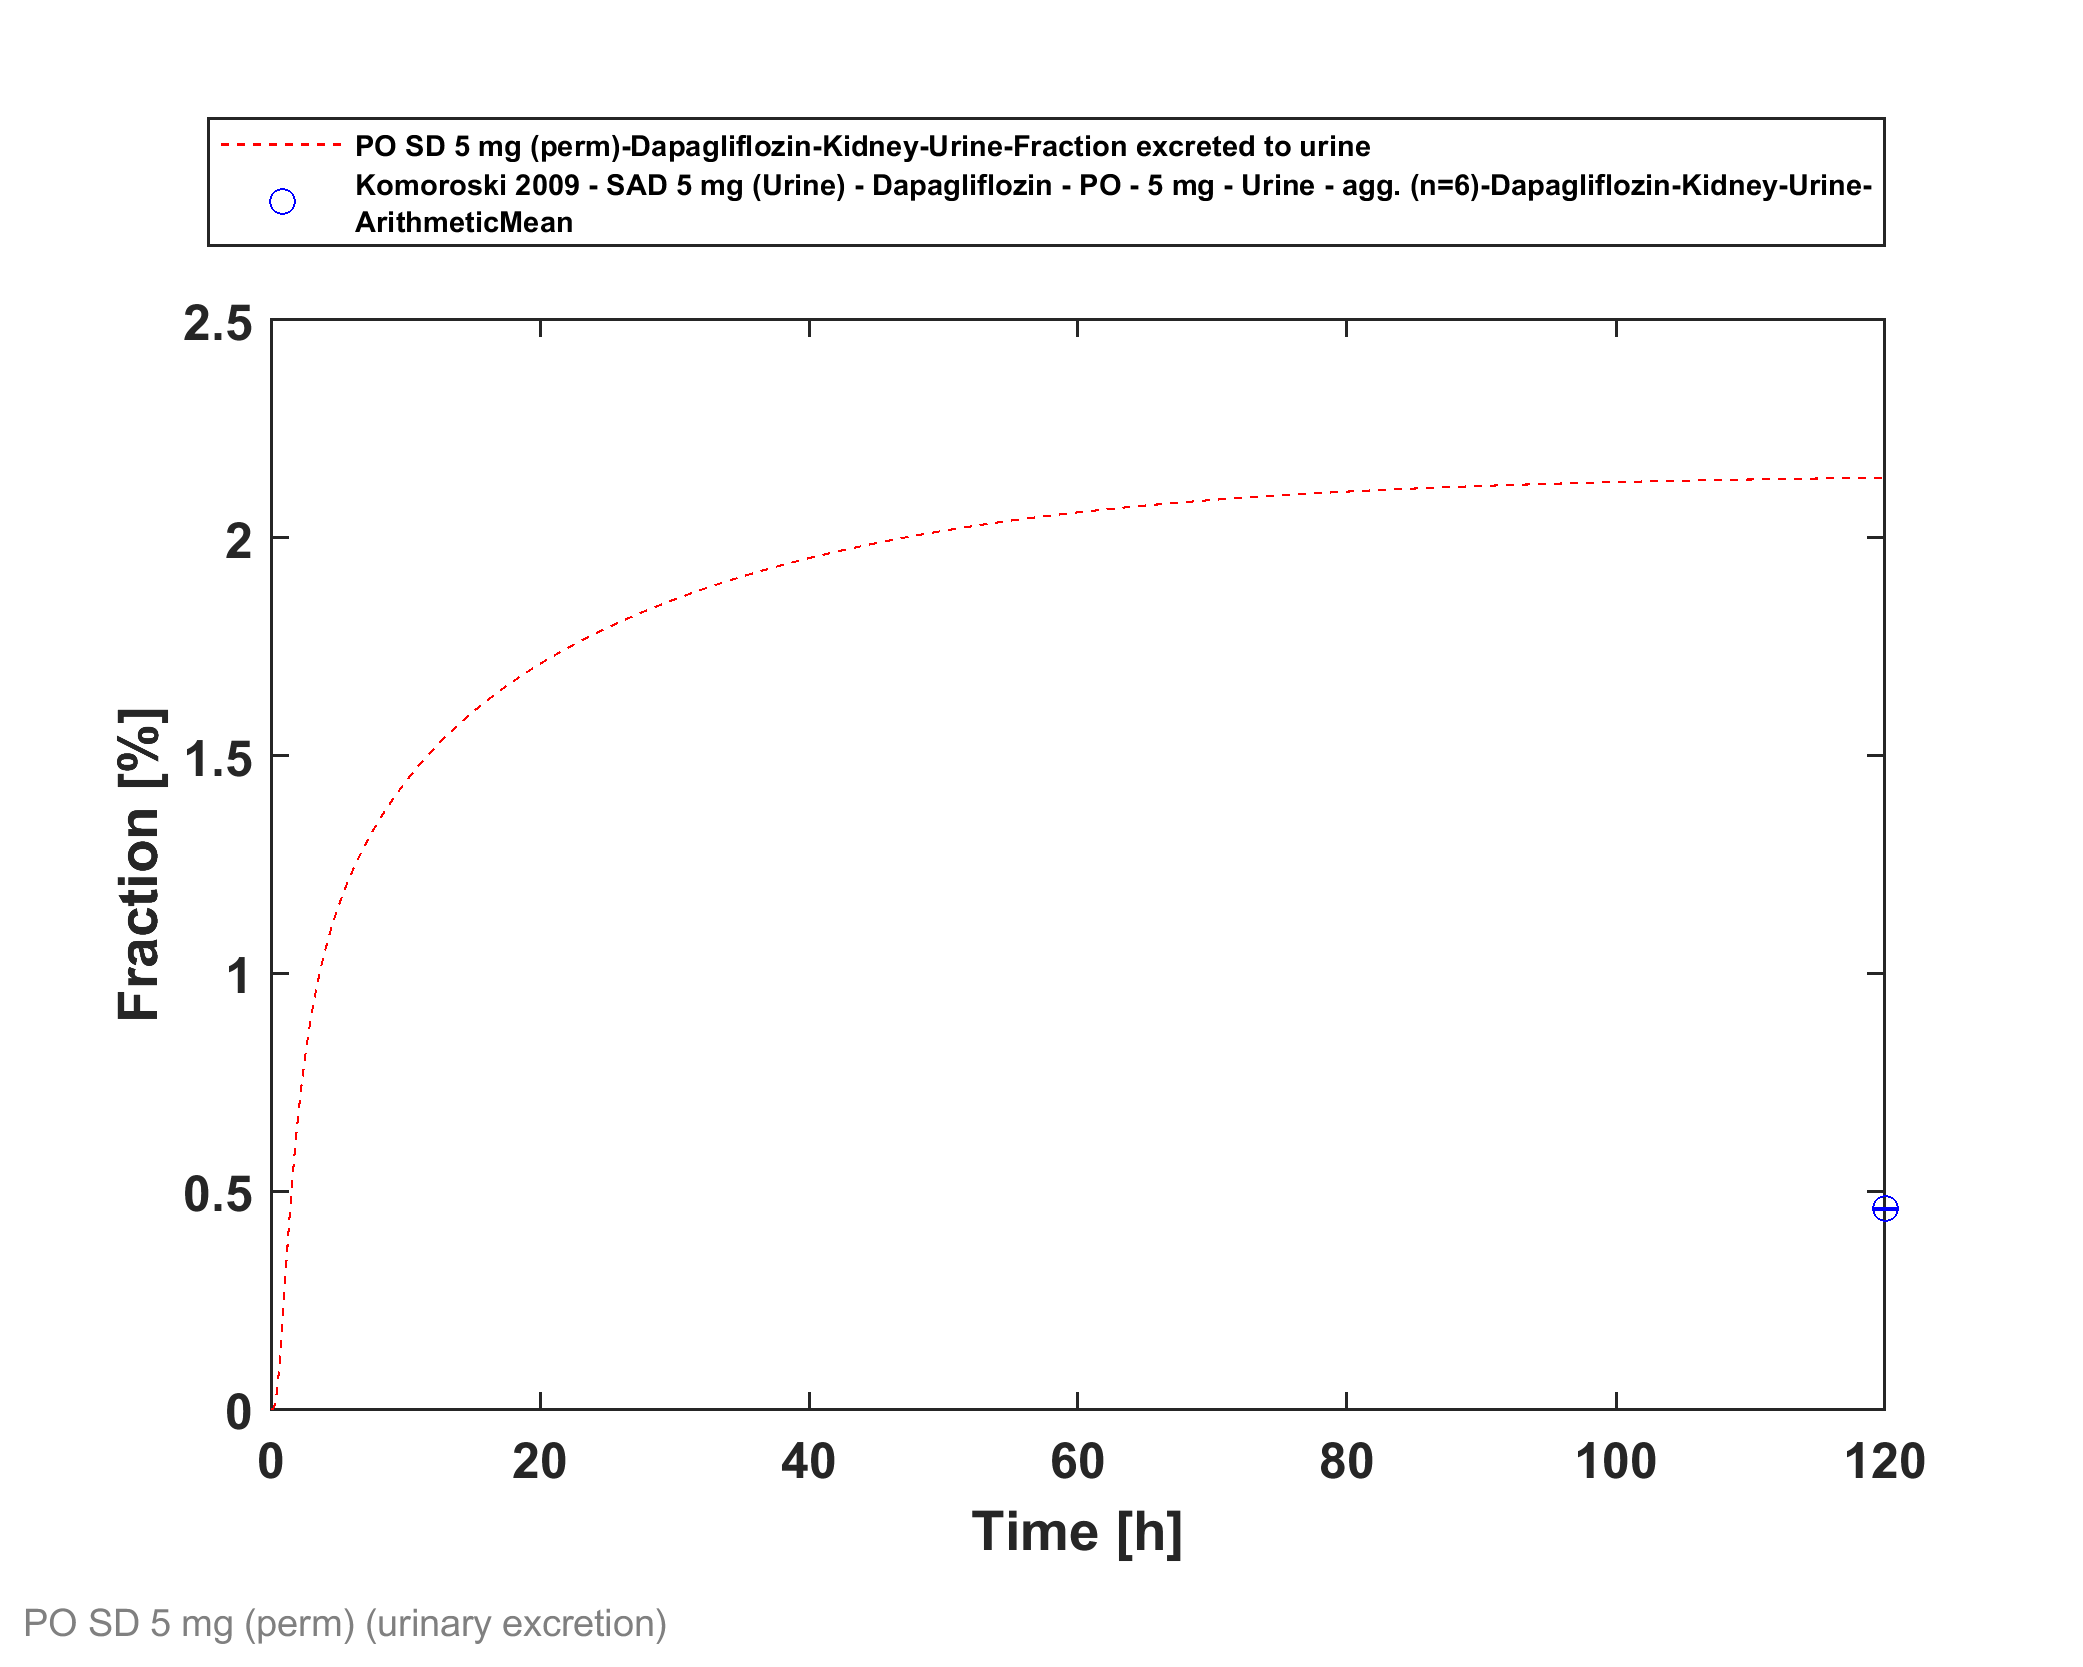 PO SD 5 mg (perm)-Dapagliflozin-Kidney-Urine-Fraction excreted to urine
Komoroski 2009 - SAD 5 mg (Urine) - Dapagliflozin - PO - 5 mg - Urine - agg. (n=6)-Dapagliflozin-Kidney-Urine-
ArithmeticMean
2.5
2
1.5
1
0.5
0
Fraction [%]
0 20 40 60 80 100 120
Time [h]
PO SD 5 mg (perm) (urinary excretion)